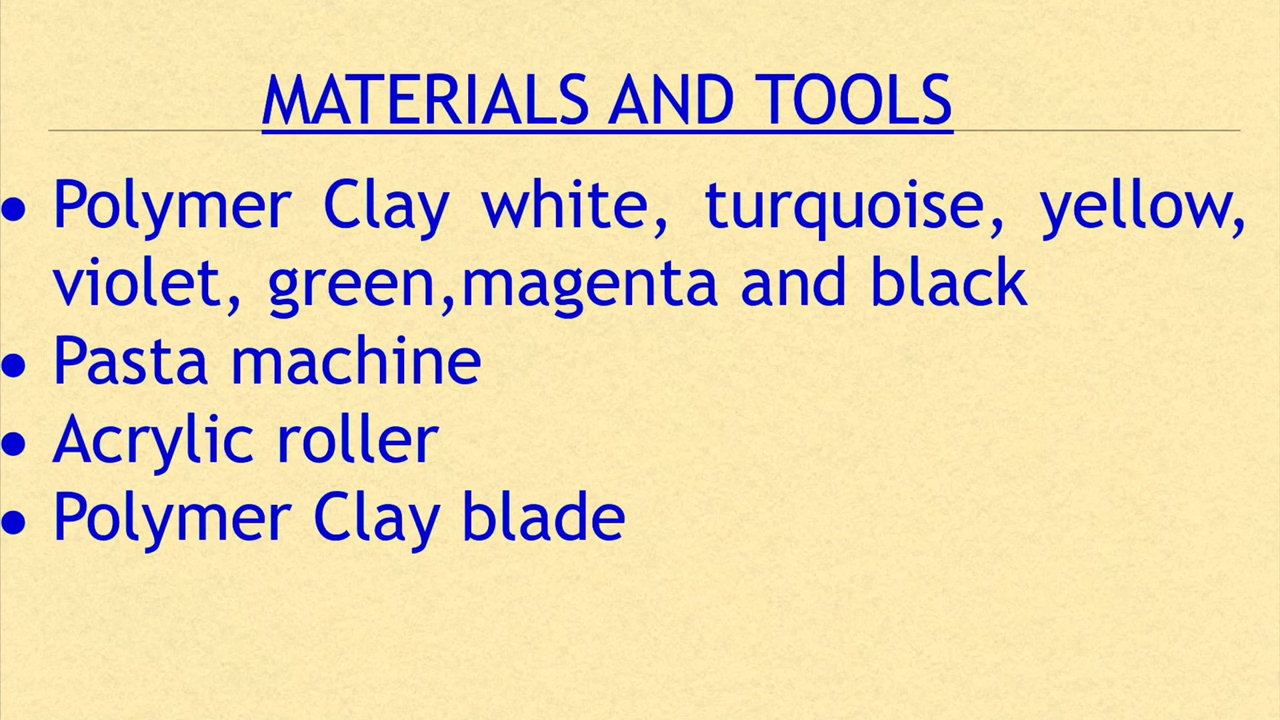 MATERIALS AND TOOLS
• Polymer Clay white, turquoise, yellow,
violet, green,magenta and black
• Pasta machine
• Acrylic roller
• Polymer Clay blade